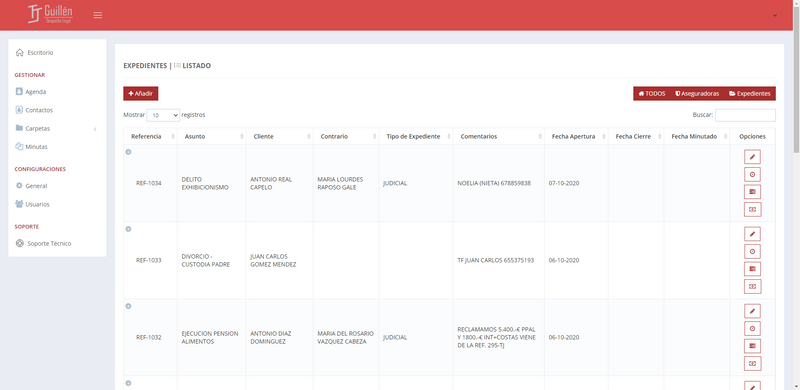 TJ Guillén
Despacho legal
Escritorio
GESTIONAR
Agenda
Contactos
Carpetas
Minutas
CONFIGURACIONES
General
Usuarios
SOPORTE
Soporte Técnico
EXPEDIENTES | LISTADO
Añadir
TODOS Aseguradoras Expedientes
Mostrar 10 registros
Buscar:
Referencia Asunto Cliente Contrario Tipo de Expediente Comentarios Fecha Apertura Fecha Cierre Fecha Minutado Opciones
REF-1034 DELITO EXHIBICIONISMO ANTONIO REAL CAPELO MARIA LOURDES RAPOSO GALE JUDICIAL NOELIA (NIETA) 678859838 07-10-2020
REF-1033 DIVORCIO - CUSTODIA PADRE JUAN CARLOS GOMEZ MENDEZ TF JUAN CARLOS 655375193 06-10-2020
REF-1032 EJECUCION PENSION ALIMENTOS ANTONIO DIAZ DOMINGUEZ MARIA DEL ROSARIO VAZQUEZ CABEZA JUDICIAL RECLAMAMOS 5.400.-€ PPAL Y 1800.-€ INT+COSTAS VIENE DE LA REF. 295-TJ 06-10-2020